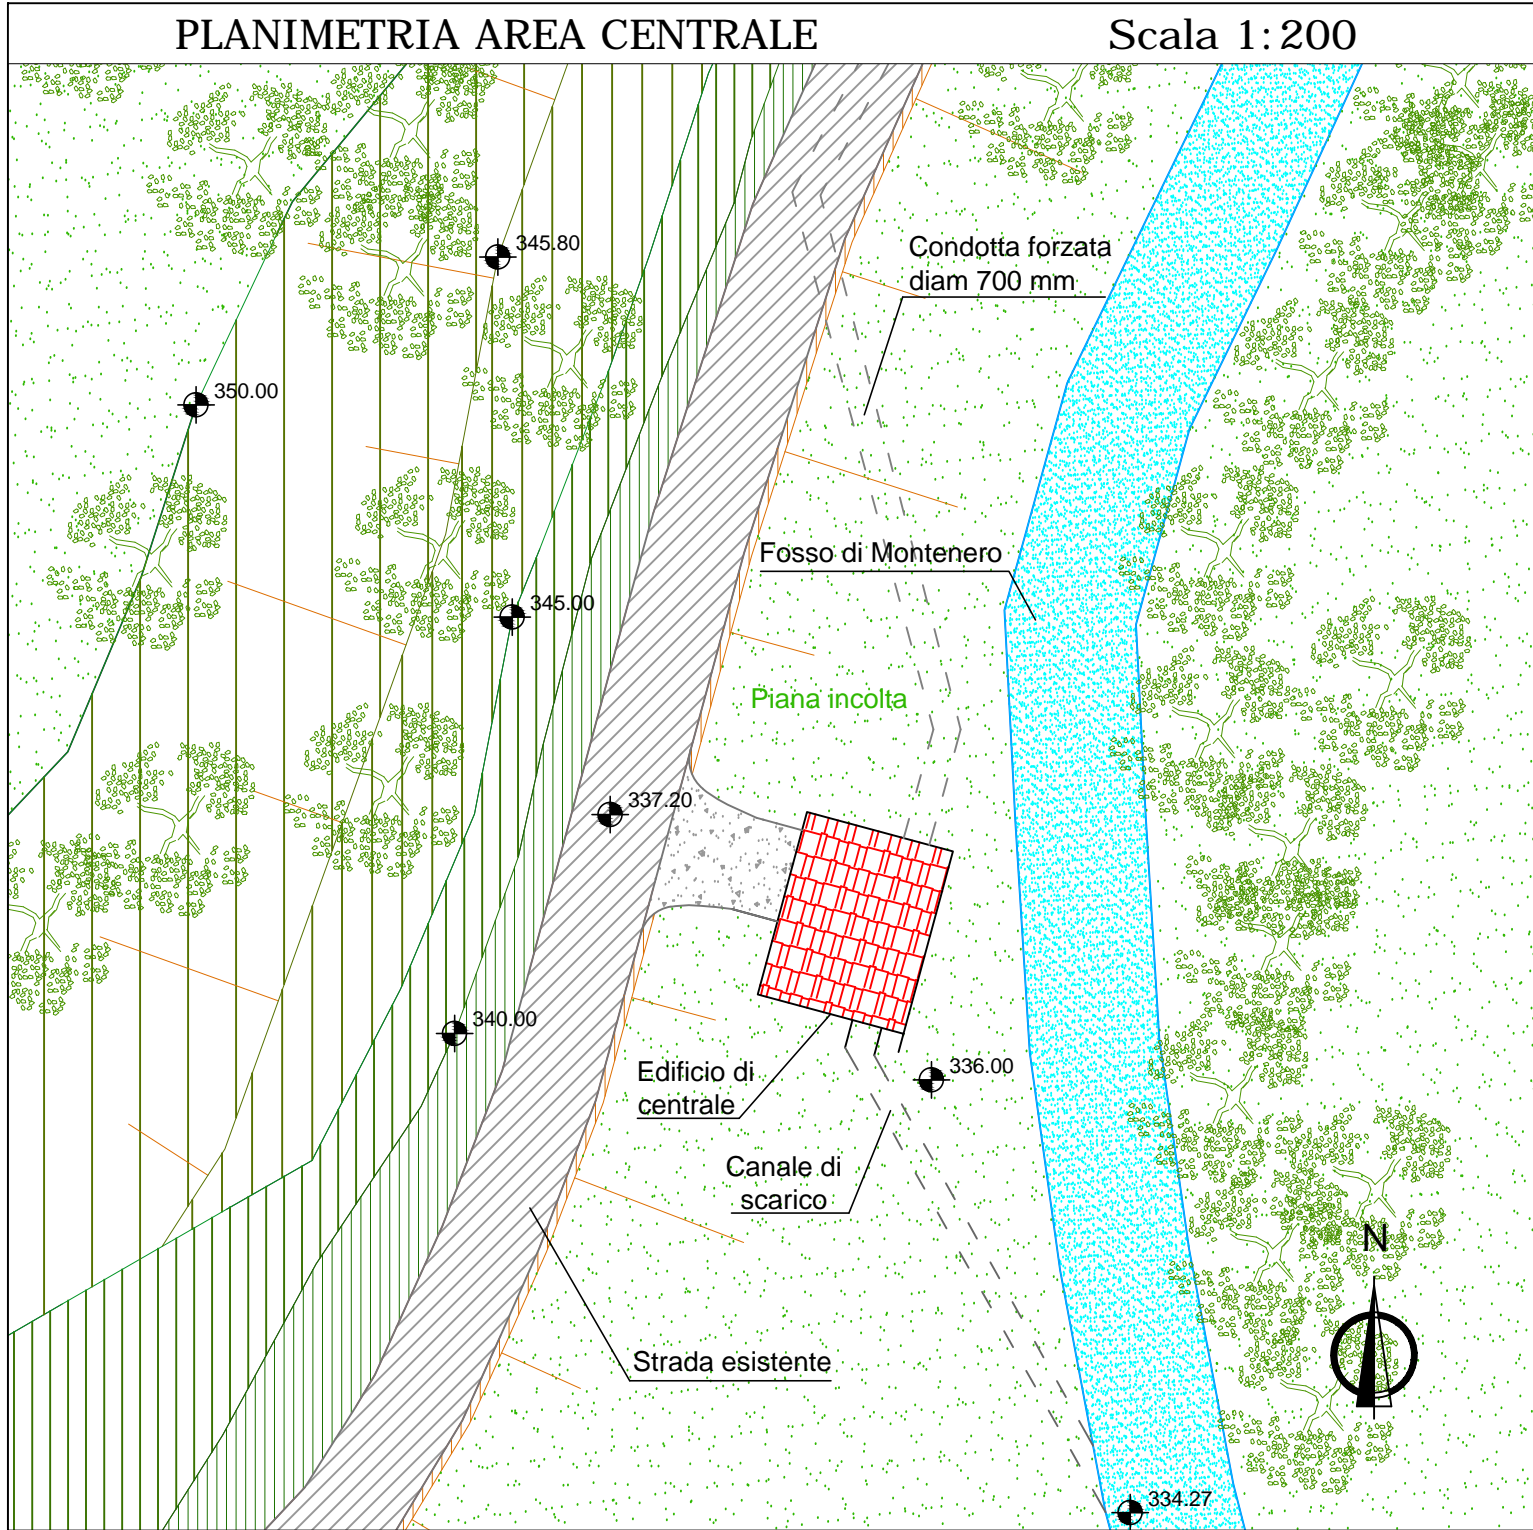 PLANIMETRIA AREA CENTRALE
Scala 1:200
345.80
Condotta forzata
diam 700 mm
350.00
Fosso di Montenero
345.00
Piana incolta
337.20
340.00
Edificio di
centrale
336.00
Canale di
scarico
N
Strada esistente
334.27